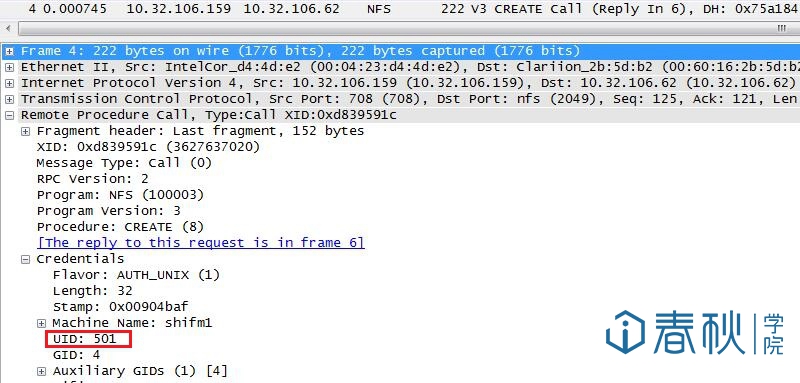 4 0.000745 10.32.106.159 10.32.106.62 NFS 222 V3 CREATE Call (Reply In 6), DH: 0x75a184
Frame 4: 222 bytes on wire (1776 bits), 222 bytes captured (1776 bits)
Ethernet II, Src: IntelCor_d4:4d:e2 (00:04:23:d4:4d:e2), Dst: Clariion_2b:5d:b2 (00:60:16:2b:5d:b2
Internet Protocol Version 4, Src: 10.32.106.159 (10.32.106.159), Dst: 10.32.106.62 (10.32.106.62)
Transmission Control Protocol, Src Port: 708 (708), Dst Port: nfs (2049), Seq: 125, Ack: 121, Len
Remote Procedure Call, Type:Call XID:0xd839591c
Fragment header: Last fragment, 152 bytes
XID: 0xd839591c (3627637020)
Message Type: Call (0)
RPC Version: 2
Program: NFS (100003)
Program Version: 3
Procedure: CREATE (8)
[The reply to this request is in frame 6]
Credentials
Flavor: AUTH_UNIX (1)
Length: 32
Stamp: 0x00904baf
Machine Name: shifm1
UID: 501
GID: 4
Auxiliary GIDs (1) [4]
春秋学院